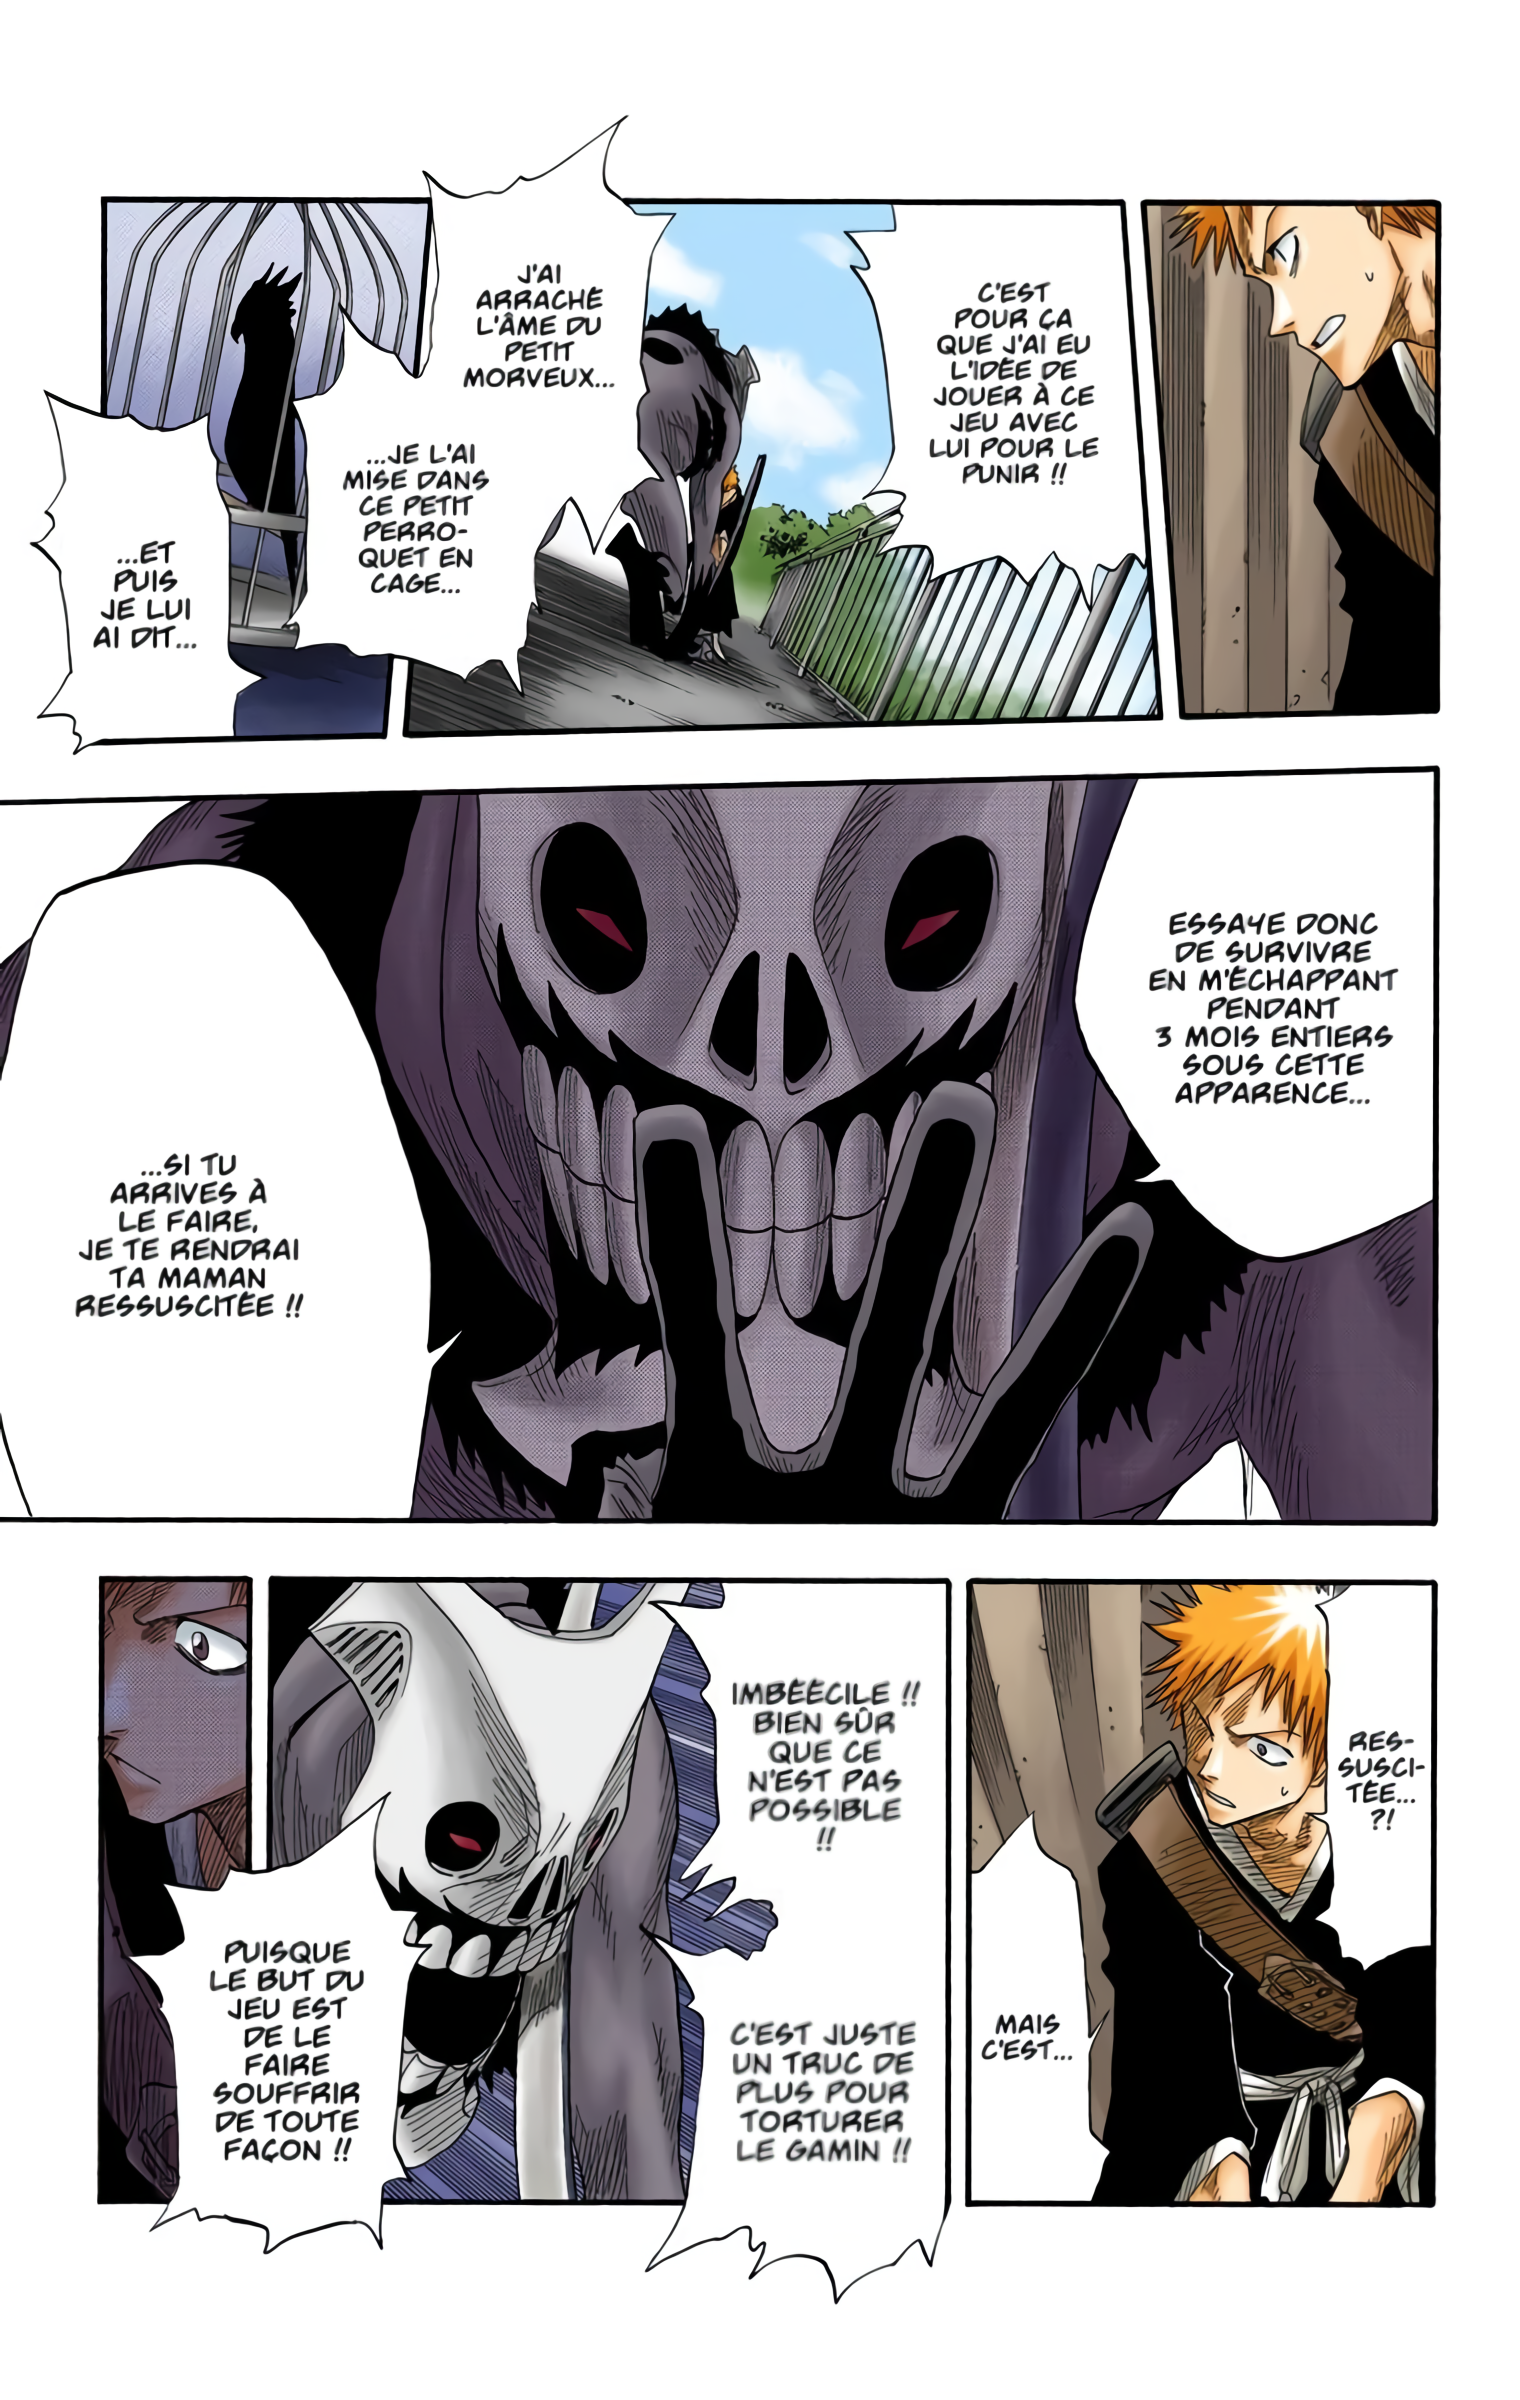 C'EST
POUR ÇA
QUE J'AI EU
L'IDÉE DE
JOUER À CE
JEU AVEC
LUI POUR LE
PUNIR !!
J'AI
ARRACHÉ
L'ÂME DU
PETIT
MORVEUX...
...JE L'AI
MISE DANS
CE PETIT
PERRO-
QUET EN
CAGE...
...ET
PUIS
JE LUI
AI DIT...
ESSAYE DONC
DE SURVIVRE
EN M'ÉCHAPPANT
PENDANT
3 MOIS ENTIERS
SOUS CETTE
APPARENCE...
...SI TU
ARRIVES À
LE FAIRE,
JE TE RENDRAI
TA MAMAN
RESSUSCITÉE !!
RES-
SUSCI-
TÉE...
?!
MAIS
C'EST...
IMBÉÉCILE !!
BIEN SÛR
QUE CE
N'EST PAS
POSSIBLE
!!
C'EST JUSTE
UN TRUC DE
PLUS POUR
TORTURER
LE GAMIN !!
PUISQUE
LE BUT DU
JEU EST
DE LE
FAIRE
SOUFFRIR
DE TOUTE
FAÇON !!